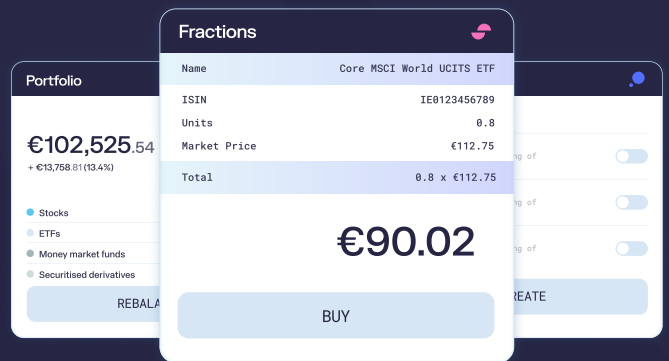 Portfolio
€102,525.54
+ €13,758.81 (13.4%)
Stocks
ETFs
Money market funds
Securitised derivatives
Fractions
Name Core MSCI World UCITS ETF
ISIN IE0123456789
Units 0.8
Market Price €112.75
Total 0.8 x €112.75
€90.02
BUY
of
of
of